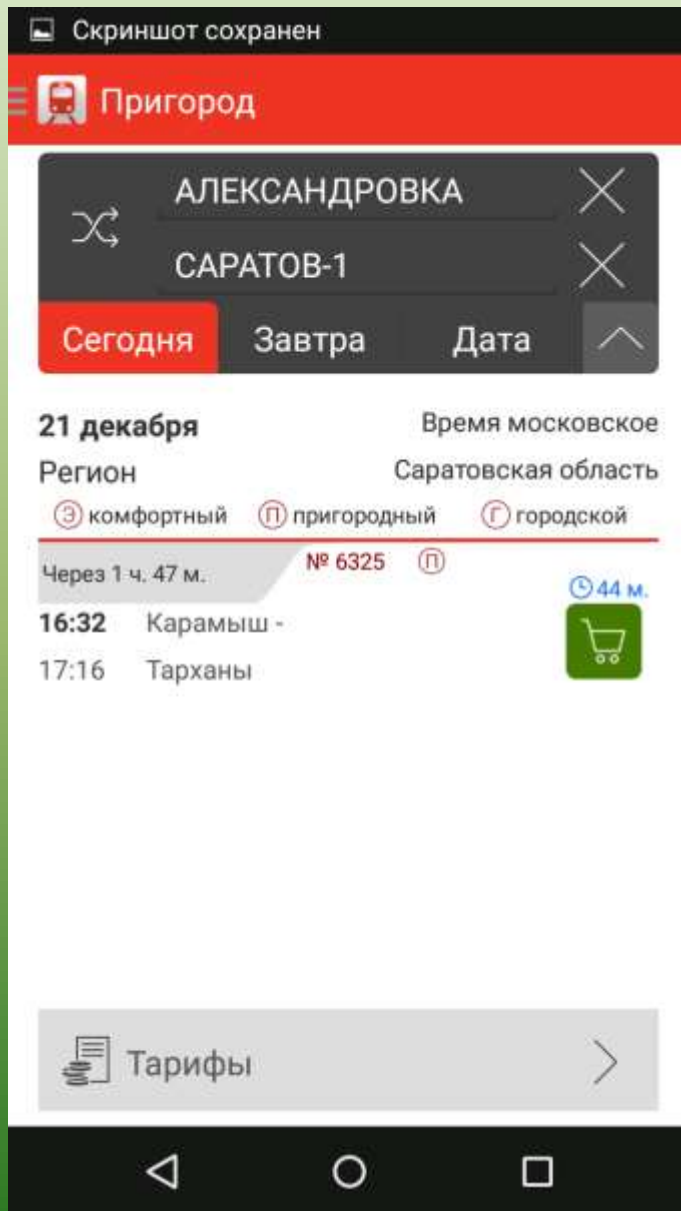 Скриншот сохранен
Пригород
АЛЕКСАНДРОВКА
САРАТОВ-1
Сегодня Завтра Дата
21 декабря Время московское
Регион Саратовская область
Э комфортный П пригородный Г городской
Через 1 ч. 47 м. № 6325 П
44 м.
16:32 Карамыш -
17:16 Тарханы
Тарифы